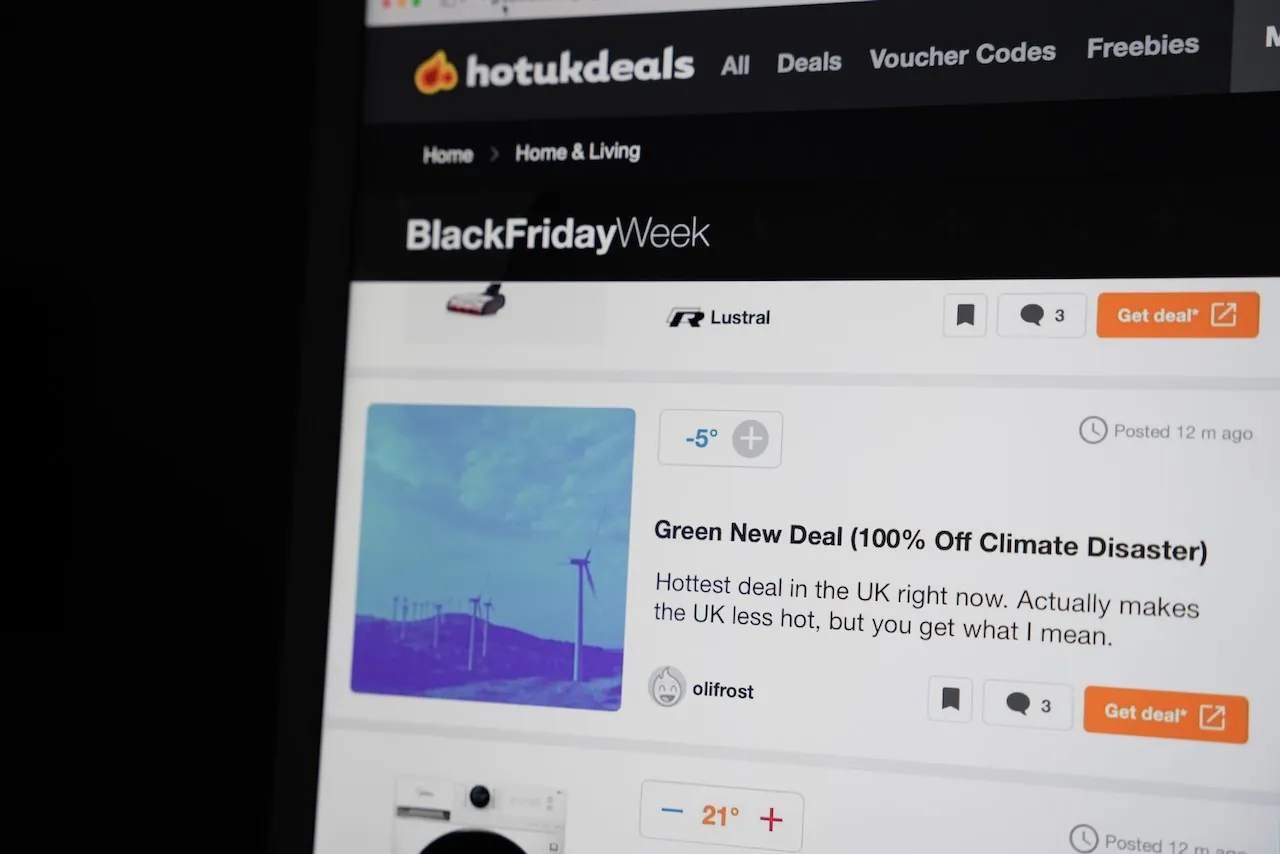 hotukdeals All Deals Voucher Codes Freebies
Home > Home & Living
BlackFridayWeek
Lustral 3 Get deal*
-5° Posted 12 m ago
Green New Deal (100% Off Climate Disaster)
Hottest deal in the UK right now. Actually makes
the UK less hot, but you get what I mean.
olifrost 3 Get deal*
21° Posted 12 m ago